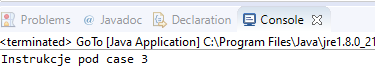 Problems @ Javadoc Declaration Console
<terminated> GoTo [Java Application] C:\Program Files\Java\jre1.8.0_21
Instrukcje pod case 3